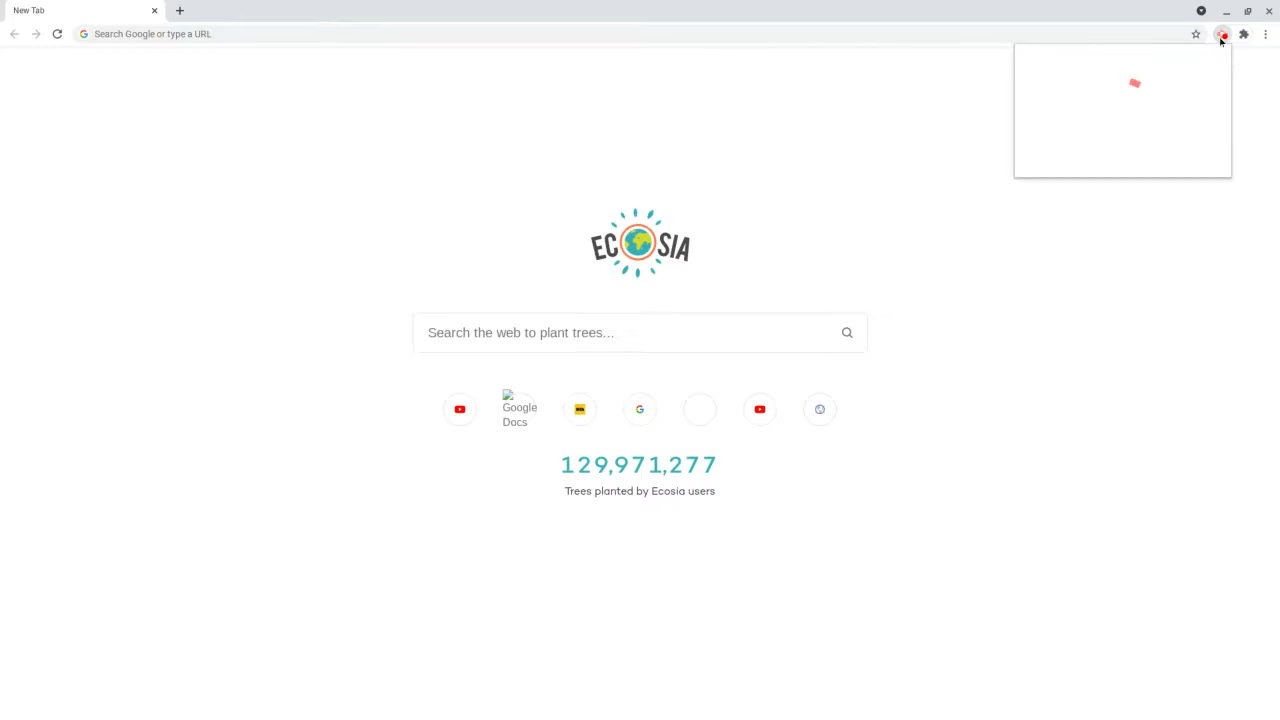 New Tab
Search Google or type a URL
ECOSIA
Search the web to plant trees...
Google
Docs
129,971,277
Trees planted by Ecosia users